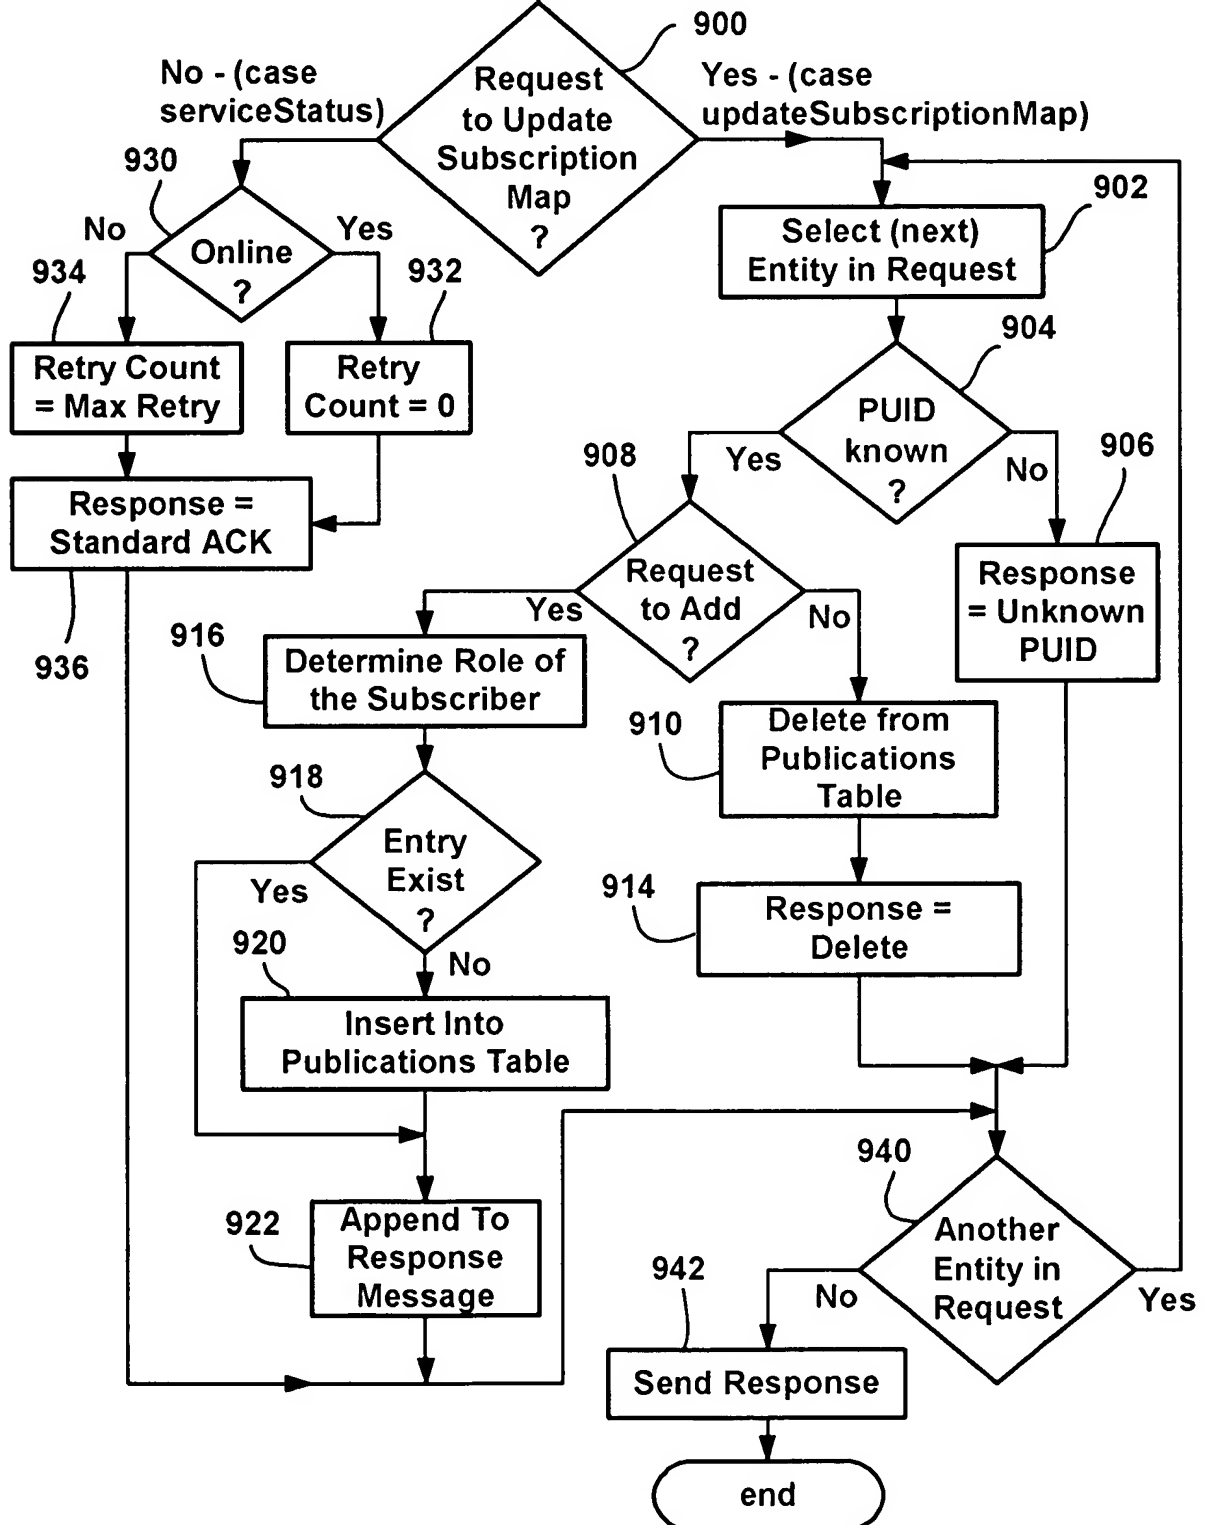 900
Request
to Update
Subscription
Map
?
No - (case
serviceStatus)
Yes - (case
updateSubscriptionMap)
930
Online
?
No
Yes
934
Retry Count
= Max Retry
932
Retry
Count = 0
Response =
Standard ACK
936
902
Select (next)
Entity in Request
904
PUID
known
?
Yes
No
906
Response
= Unknown
PUID
908
Request
to Add
?
Yes
No
916
Determine Role of
the Subscriber
910
Delete from
Publications
Table
918
Entry
Exist
?
Yes
No
914
Response =
Delete
920
Insert Into
Publications Table
922
Append To
Response
Message
940
Another
Entity in
Request
No
Yes
942
Send Response
end